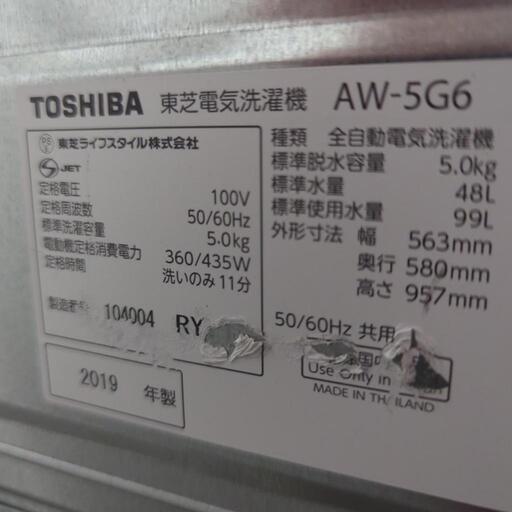 TOSHIBA 東芝電気洗濯機 AW-5G6
PS E
東芝ライフスタイル株式会社
S JET
定格電圧 100V
定格周波数 50/60Hz
標準洗濯容量 5.0kg
電動機定格消費電力 360/435W
定格時間 洗いのみ11分
製造番号 104004 RY
2019 年製
種類 全自動電気洗濯機
標準脱水容量 5.0kg
標準水量 48L
標準使用水量 99L
外形寸法 幅 563mm
奥行 580mm
高さ 957mm
50/60Hz 共用
Use Only in
MADE IN THAILAND